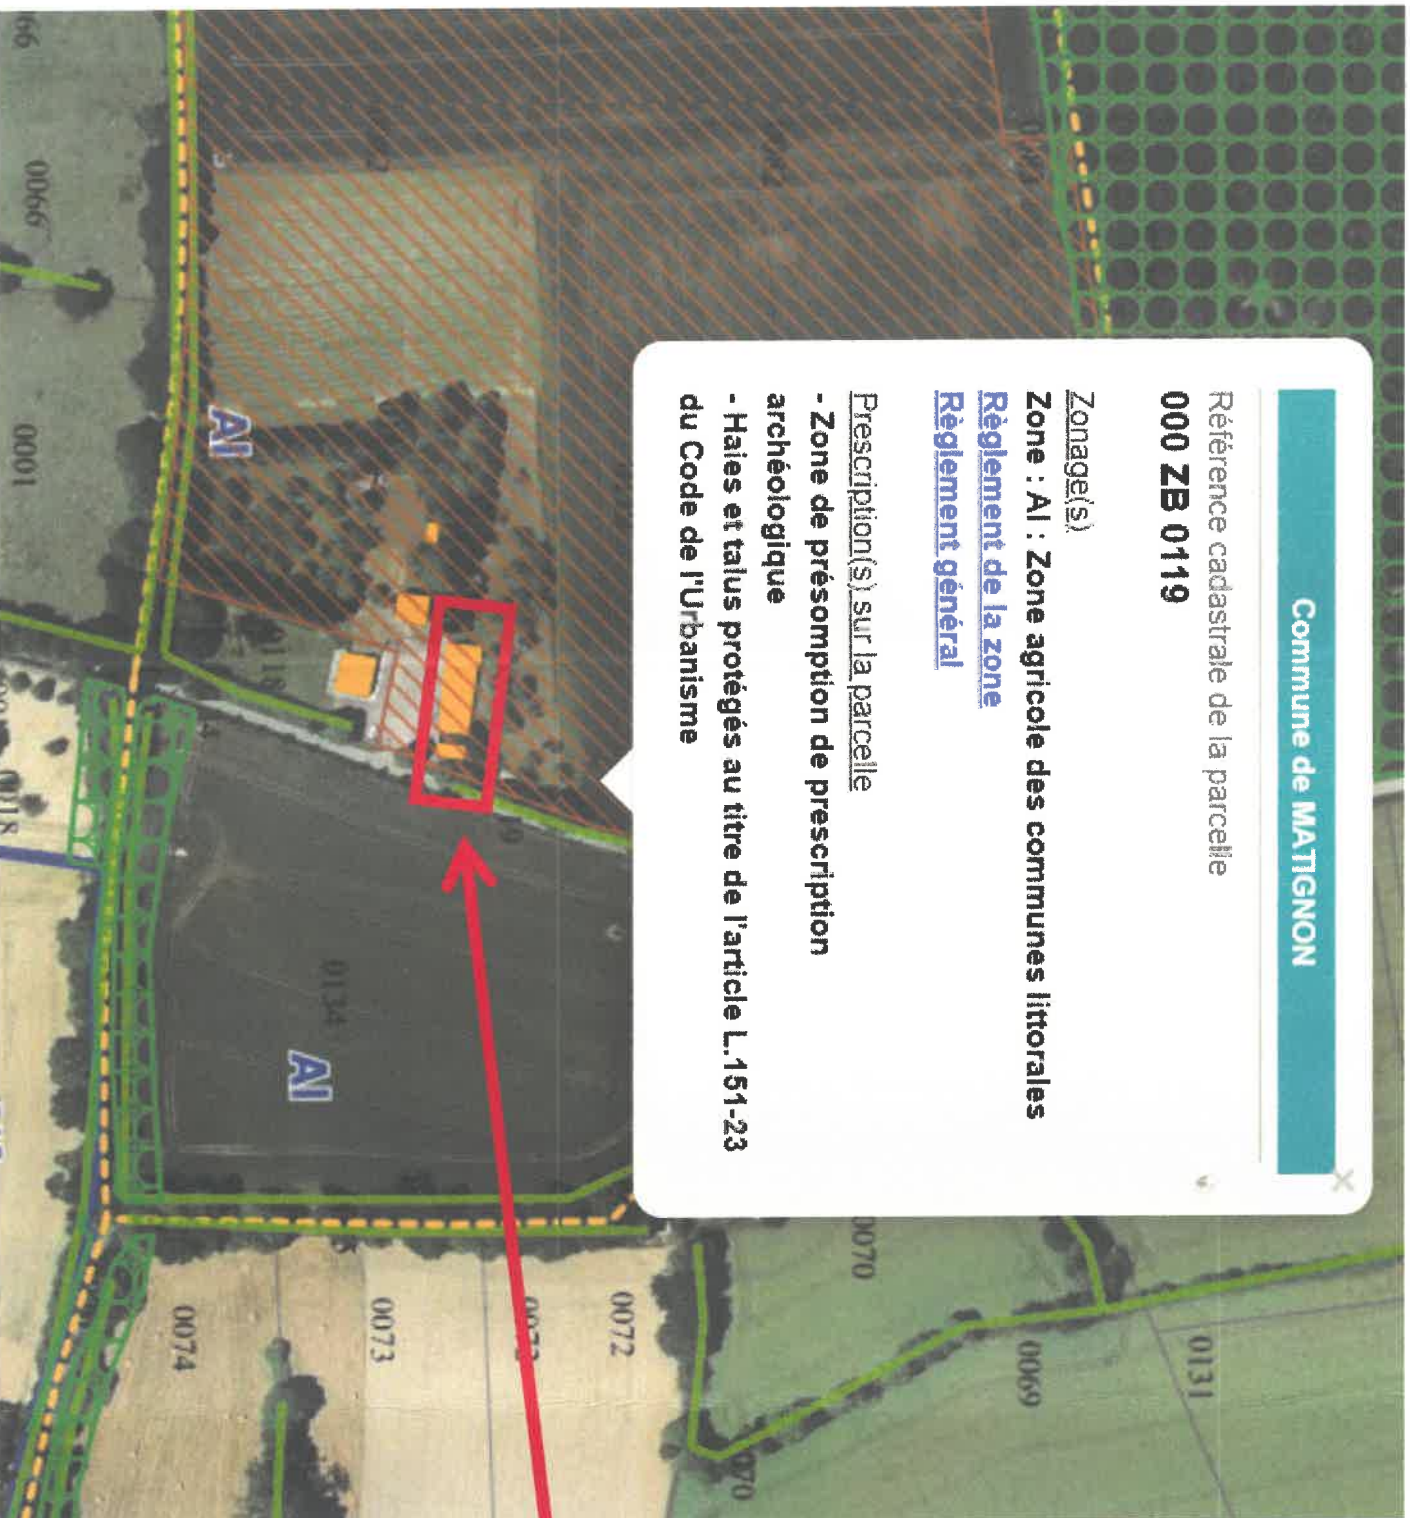 Commune de MATIGNON
Référence cadastrale de la parcelle
000 ZB 0119
Zonage(s)
Zone : Al : Zone agricole des communes littorales
Règlement de la zone
Règlement général
Prescription(s) sur la parcelle
- Zone de présomption de prescription
archéologique
- Haies et talus protégés au titre de l'article L.151-23
du Code de l'Urbanisme
Al
Al
0134
0131
0069
0070
0072
0073
0074
0066
1000
0118